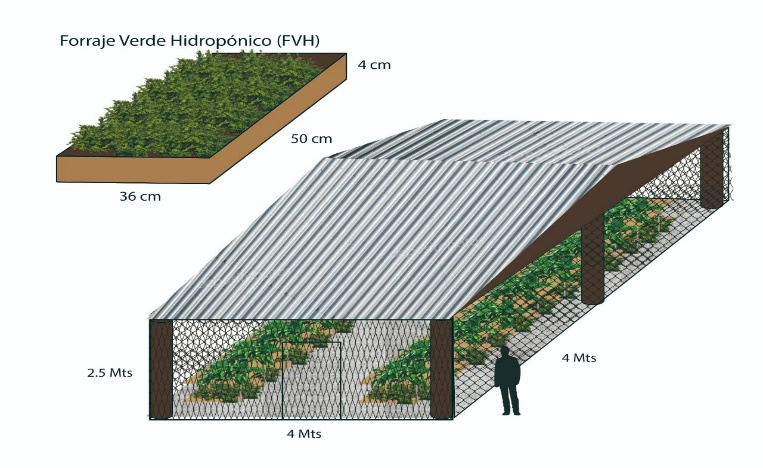 Forraje Verde Hidropónico (FVH)
4 cm
50 cm
36 cm
2.5 Mts
4 Mts
4 Mts